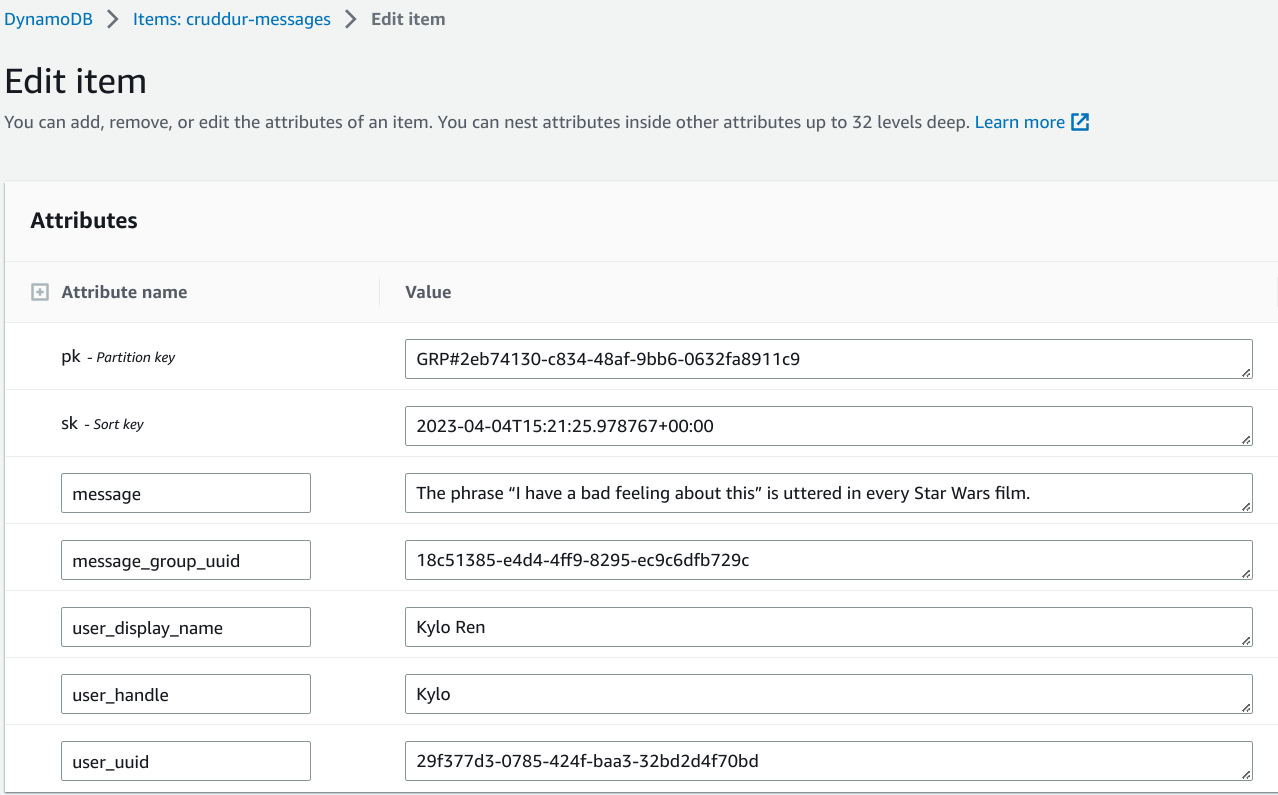 DynamoDB > Items: cruddur-messages > Edit item
Edit item
You can add, remove, or edit the attributes of an item. You can nest attributes inside other attributes up to 32 levels deep. Learn more
Attributes
Attribute name Value
pk - Partition key GRP#2eb74130-c834-48af-9bb6-0632fa8911c9
sk - Sort key 2023-04-04T15:21:25.978767+00:00
message The phrase “I have a bad feeling about this” is uttered in every Star Wars film.
message_group_uuid 18c51385-e4d4-4ff9-8295-ec9c6dfb729c
user_display_name Kylo Ren
user_handle Kylo
user_uuid 29f377d3-0785-424f-baa3-32bd2d4f70bd